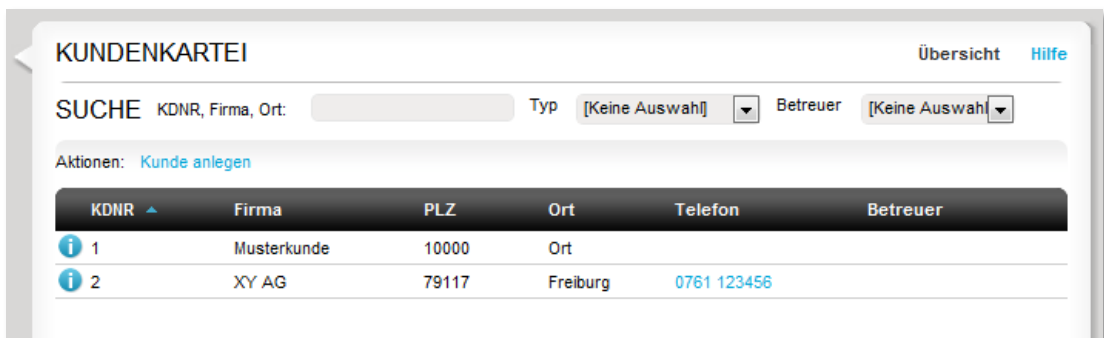 KUNDENKARTEI Übersicht Hilfe
SUCHE KDNR, Firma, Ort: Typ [Keine Auswahl] Betreuer [Keine Auswahl
Aktionen: Kunde anlegen
KDNR Firma PLZ Ort Telefon Betreuer
1 Musterkunde 10000 Ort
2 XY AG 79117 Freiburg 0761 123456